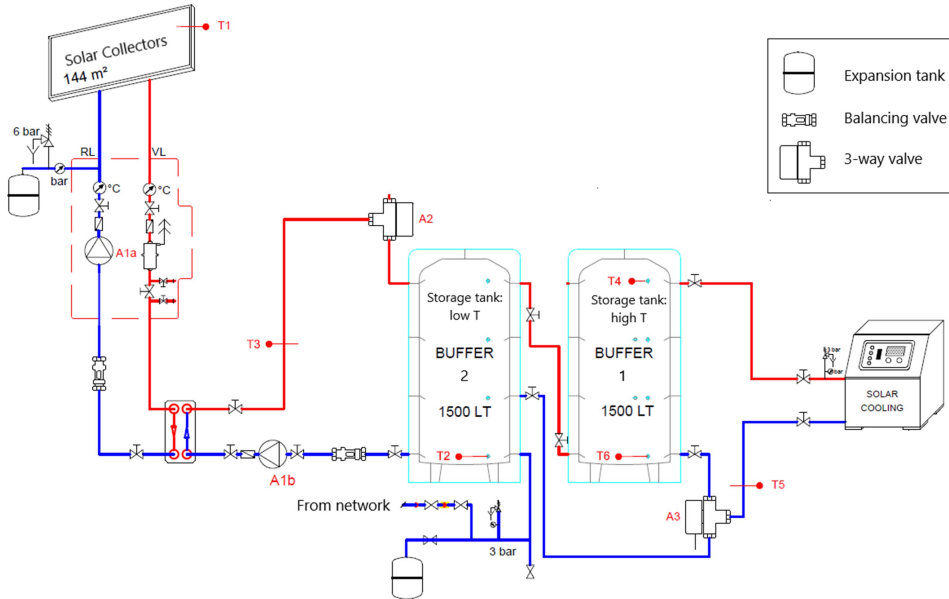 T1
Solar Collectors
144 m²
Expansion tank
Balancing valve
3-way valve
6 bar
RL
VL
bar
°C
°C
A1a
A2
T3
Storage tank:
low T
BUFFER
2
1500 LT
T2
T4
Storage tank:
high T
BUFFER
1
1500 LT
T6
bar
SOLAR
COOLING
A1b
From network
3 bar
A3
T5